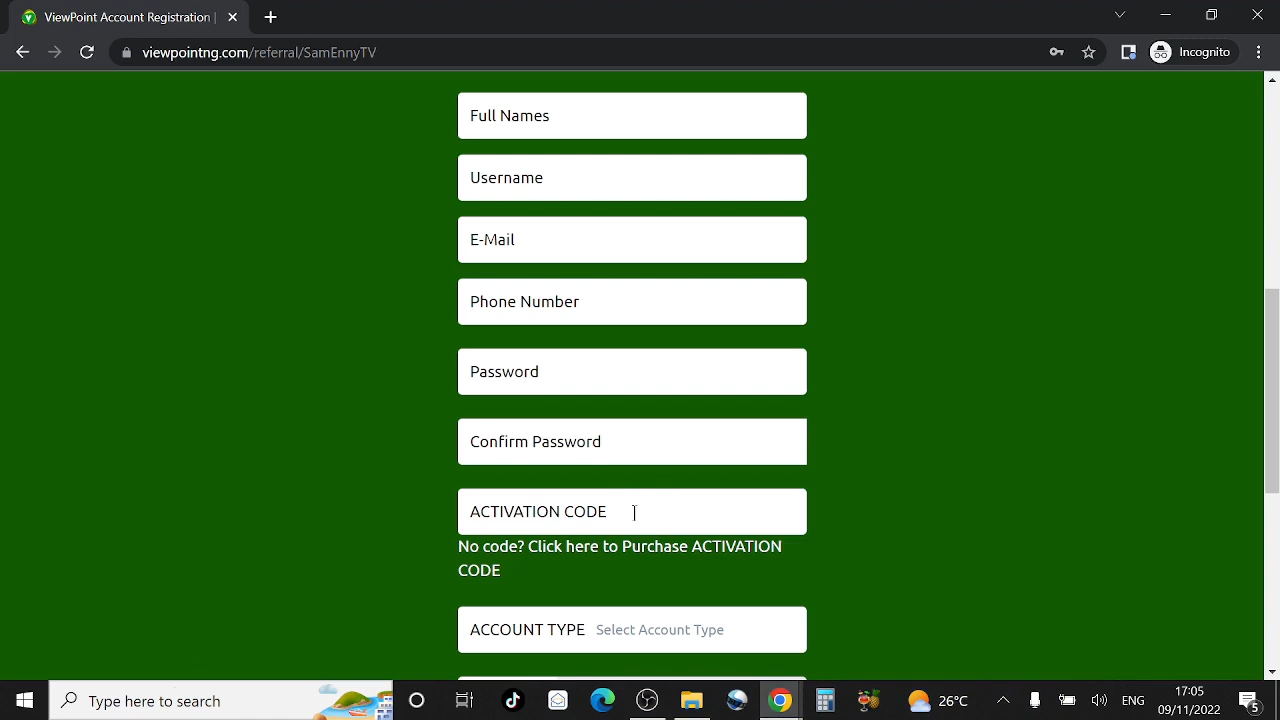 ViewPoint Account Registration |
viewpointng.com/referral/SamEnnyTV
Incognito
Full Names
Username
E-Mail
Phone Number
Password
Confirm Password
ACTIVATION CODE
No code? Click here to Purchase ACTIVATION
CODE
ACCOUNT TYPE Select Account Type
Type here to search
26°C
ENG
17:05
09/11/2022
5